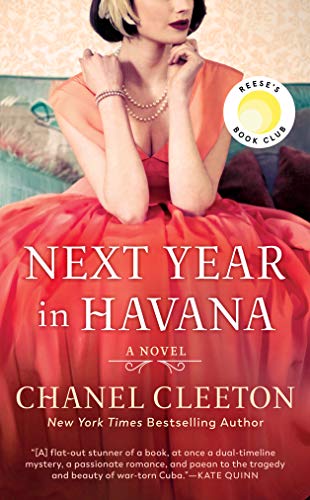 REESE'S
BOOK CLUB
NEXT YEAR
in HAVANA
A NOVEL
CHANEL CLEETON
New York Times Bestselling Author
"[A] flat-out stunner of a book, at once a dual-timeline
mystery, a passionate romance, and paean to the tragedy
and beauty of war-torn Cuba."—KATE QUINN